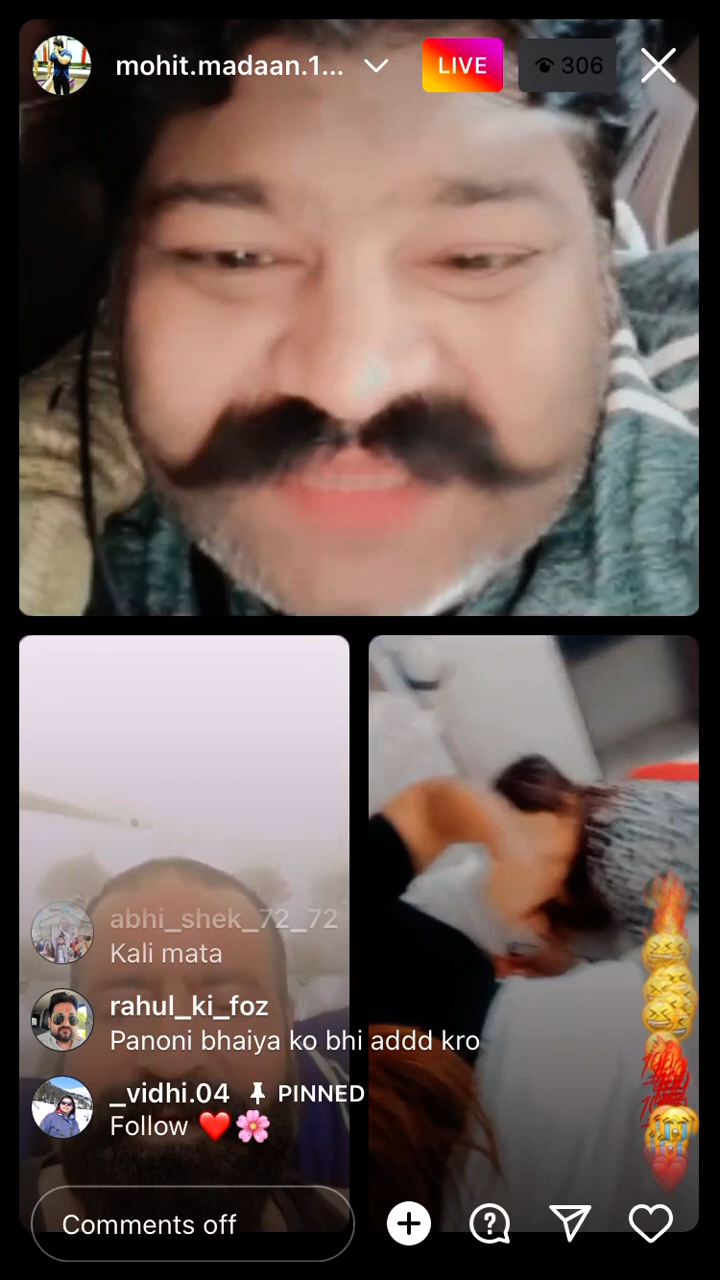 mohit.madaan.1...
LIVE
306
abhi_shek_72_72
Kali mata
rahul_ki_foz
Panoni bhaiya ko bhi addd kro
_vidhi.04 PINNED
Follow ❤️🌸
Comments off